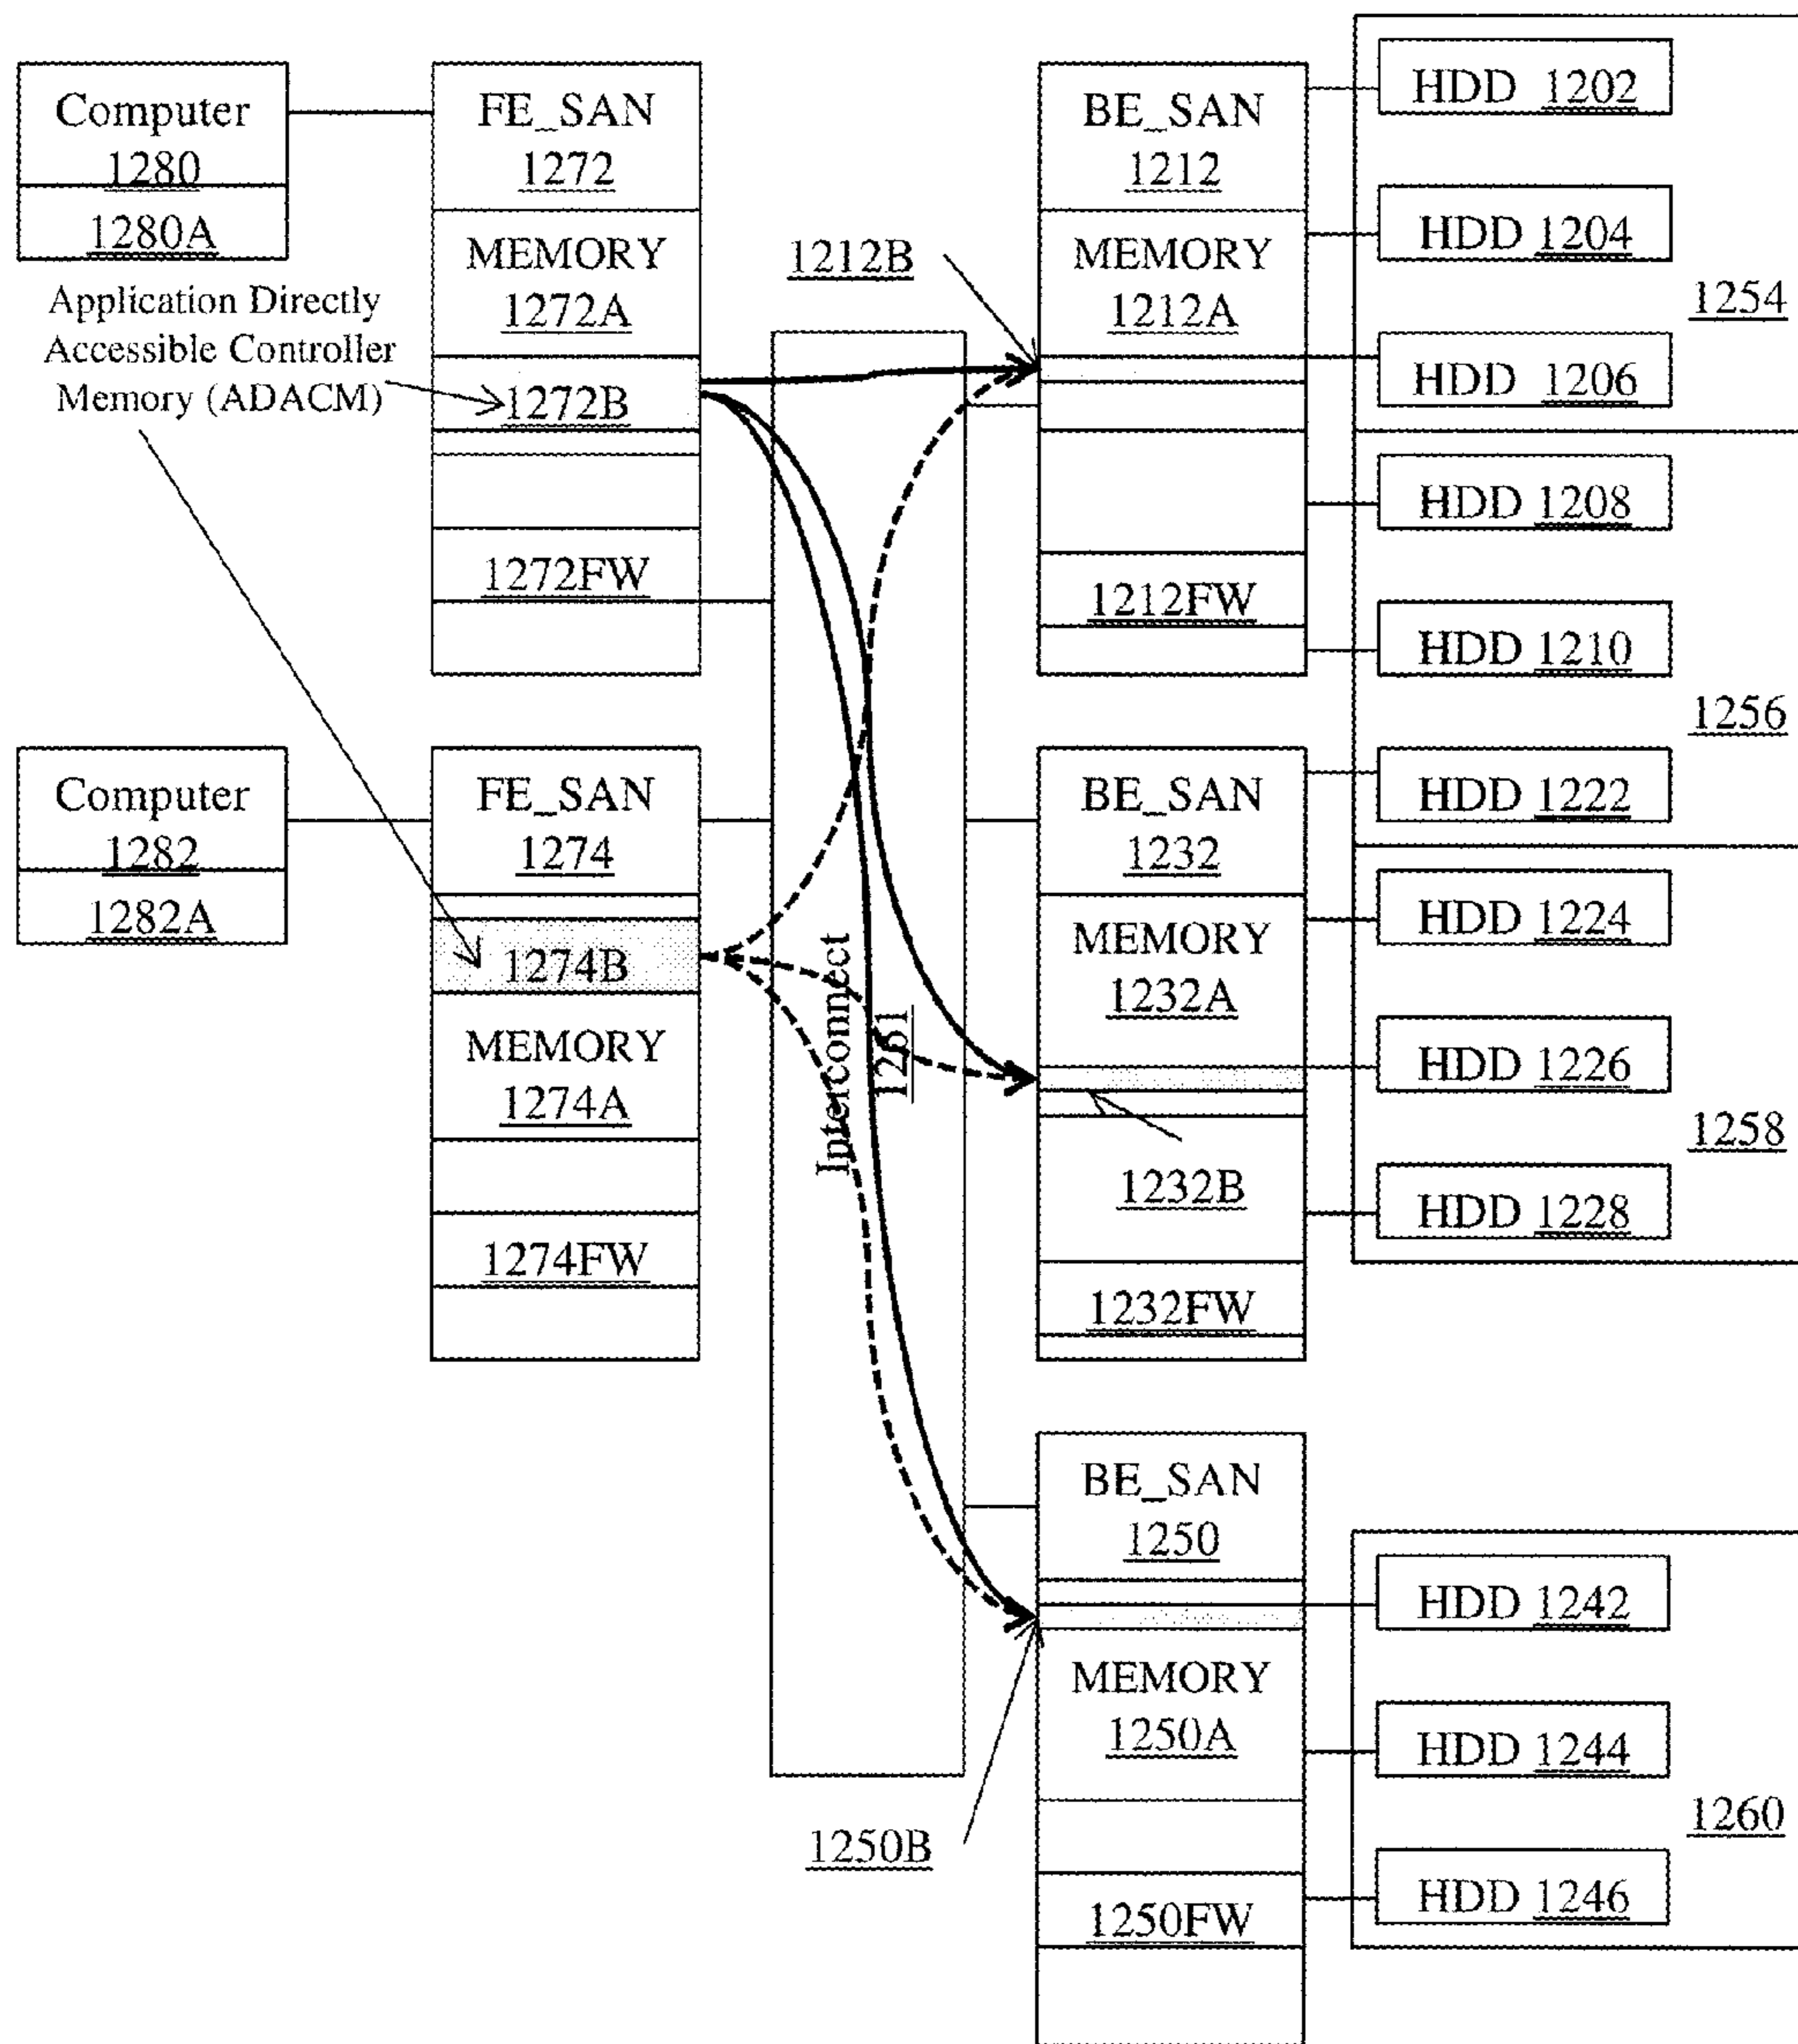 Computer
1280
1280A
FE_SAN
1272
MEMORY
1272A
1272B
1272FW
Application Directly
Accessible Controller
Memory (ADACM)
1212B
BE_SAN
1212
MEMORY
1212A
1212FW
HDD 1202
HDD 1204
HDD 1206
1254
HDD 1208
HDD 1210
HDD 1222
1256
Computer
1282
1282A
FE_SAN
1274
1274B
MEMORY
1274A
1274FW
Interconnect
1261
BE_SAN
1232
MEMORY
1232A
1232B
1232FW
HDD 1224
HDD 1226
HDD 1228
1258
BE_SAN
1250
MEMORY
1250A
1250B
1250FW
HDD 1242
HDD 1244
HDD 1246
1260